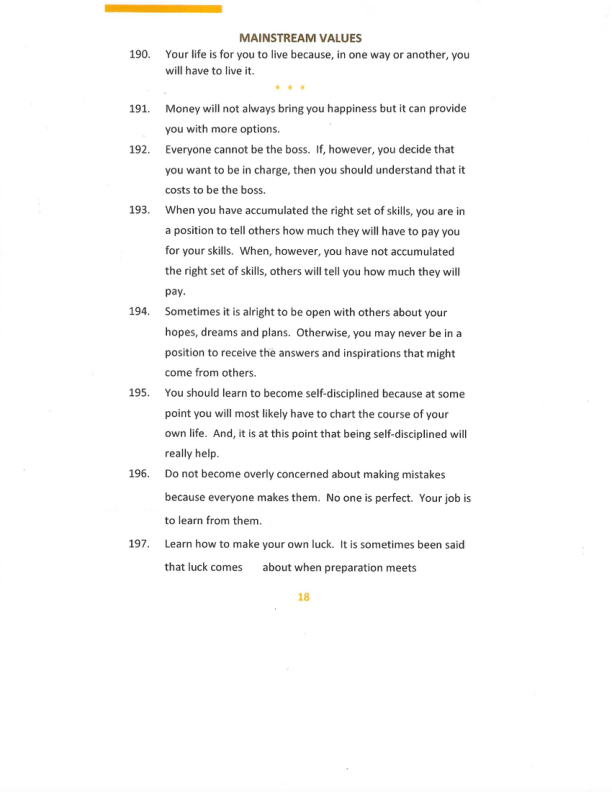 MAINSTREAM VALUES
190. Your life is for you to live because, in one way or another, you
will have to live it.
* * *
191. Money will not always bring you happiness but it can provide
you with more options.
192. Everyone cannot be the boss. If, however, you decide that
you want to be in charge, then you should understand that it
costs to be the boss.
193. When you have accumulated the right set of skills, you are in
a position to tell others how much they will have to pay you
for your skills. When, however, you have not accumulated
the right set of skills, others will tell you how much they will
pay.
194. Sometimes it is alright to be open with others about your
hopes, dreams and plans. Otherwise, you may never be in a
position to receive the answers and inspirations that might
come from others.
195. You should learn to become self-disciplined because at some
point you will most likely have to chart the course of your
own life. And, it is at this point that being self-disciplined will
really help.
196. Do not become overly concerned about making mistakes
because everyone makes them. No one is perfect. Your job is
to learn from them.
197. Learn how to make your own luck. It is sometimes been said
that luck comes about when preparation meets
18